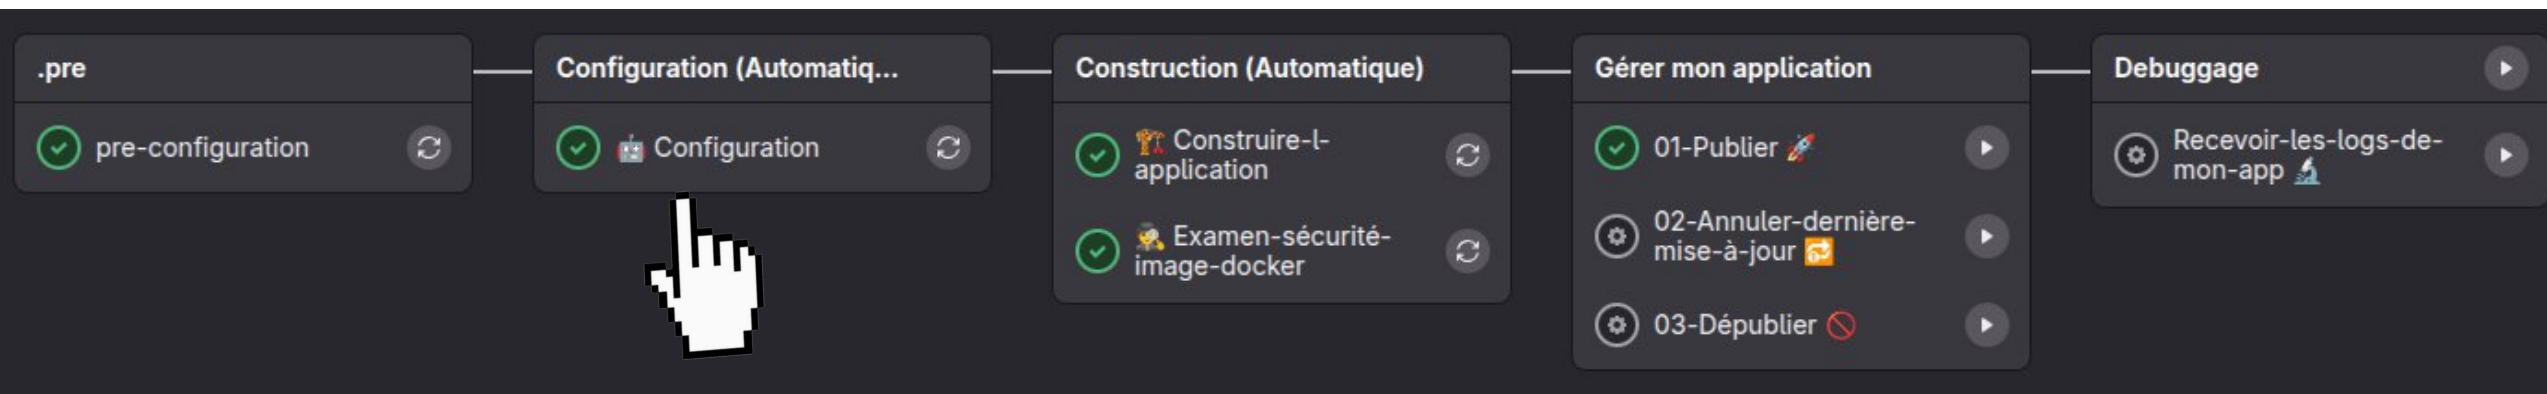 .pre
pre-configuration
Configuration (Automatiq...
🤖 Configuration
Construction (Automatique)
🏗️ Construire-l-
application
🕵️ Examen-sécurité-
image-docker
Gérer mon application
01-Publier 🚀
02-Annuler-dernière-
mise-à-jour 🔂
03-Dépublier 🚫
Debuggage
Recevoir-les-logs-de-
mon-app 🔬